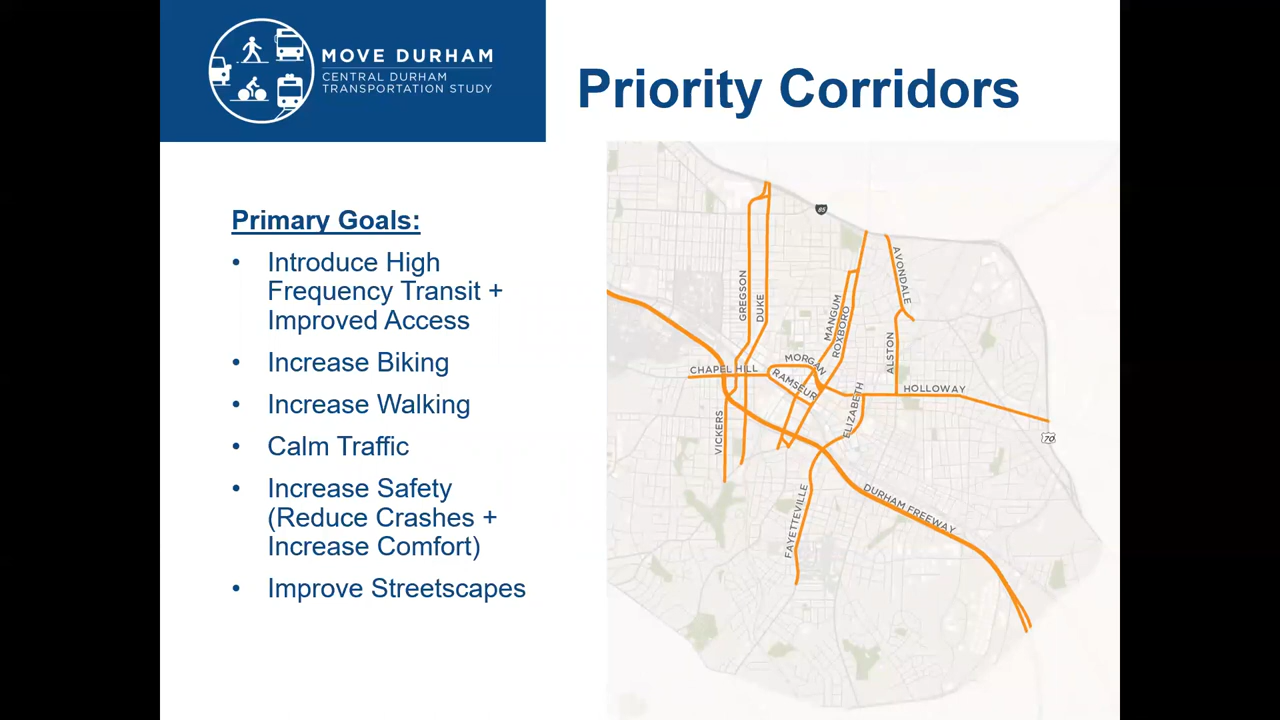 MOVE DURHAM
CENTRAL DURHAM
TRANSPORTATION STUDY
Priority Corridors
Primary Goals:
• Introduce High
Frequency Transit +
Improved Access
• Increase Biking
• Increase Walking
• Calm Traffic
• Increase Safety
(Reduce Crashes +
Increase Comfort)
• Improve Streetscapes
85
AVONDALE
GREGSON
DUKE
MANGUM
ROXBORO
ALSTON
MORGAN
CHAPEL HILL
RAMSEUR
HOLLOWAY
ELIZABETH
VICKERS
70
DURHAM FREEWAY
FAYETTEVILLE